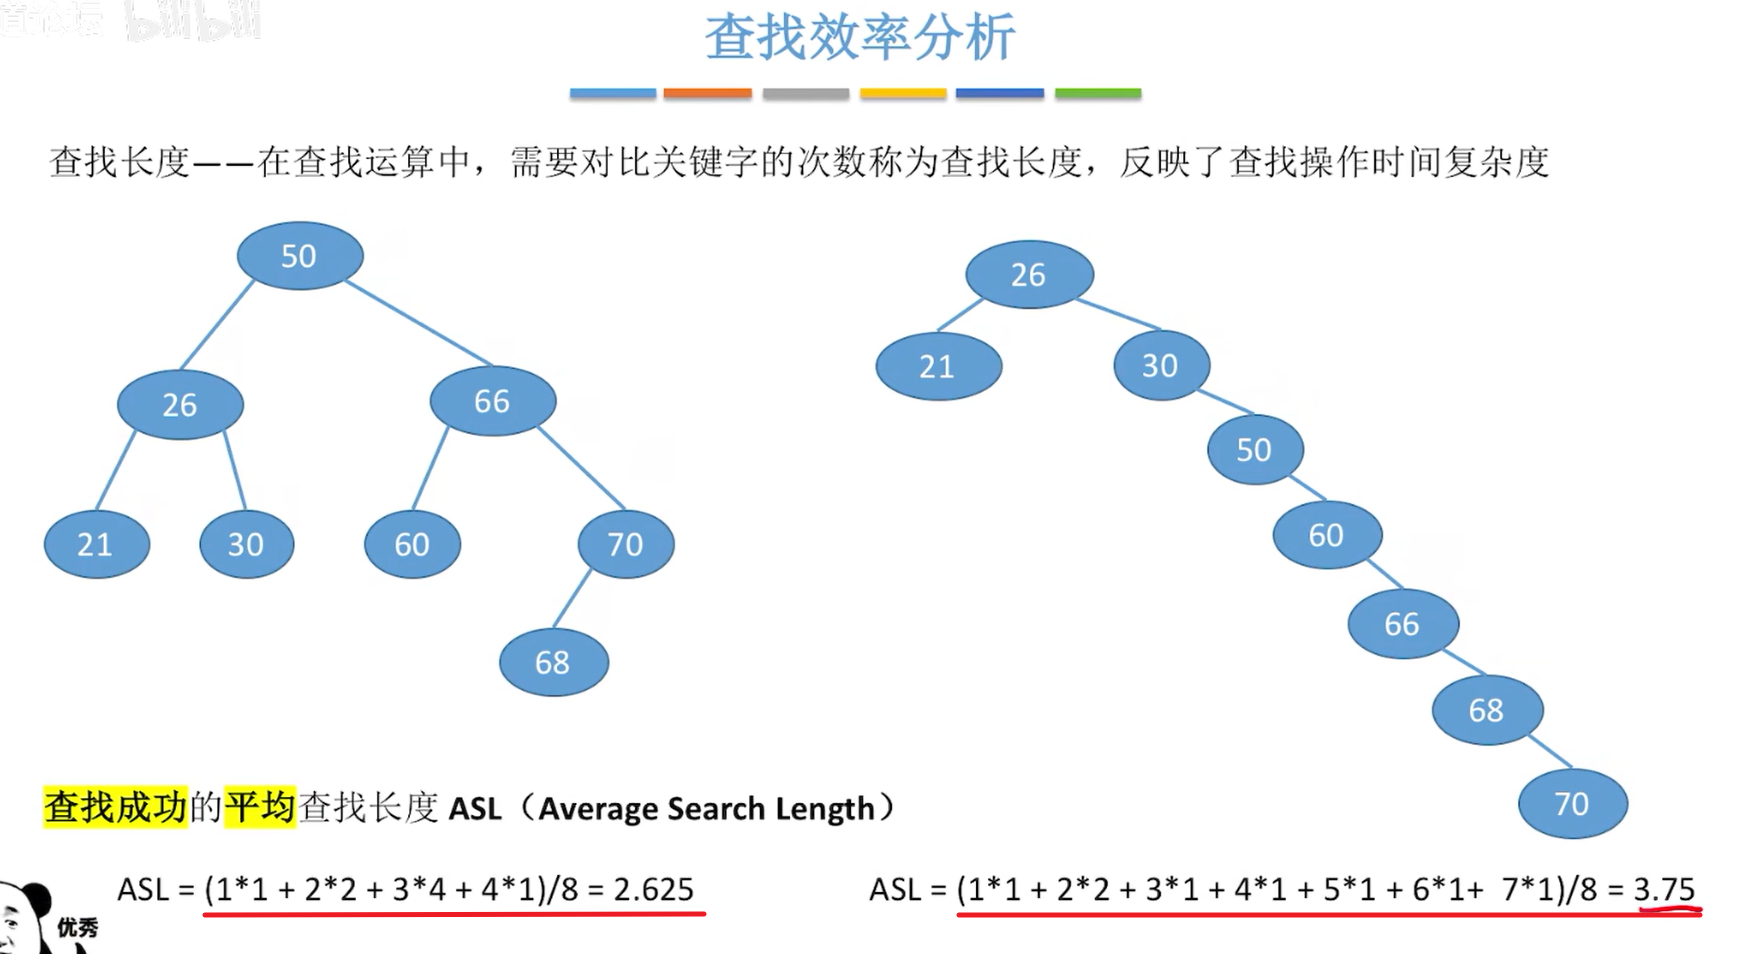 bilibili
查找效率分析
查找长度——在查找运算中，需要对比关键字的次数称为查找长度，反映了查找操作时间复杂度
50
26 66
21 30 60 70
68
26
21 30
50
60
66
68
70
查找成功的平均查找长度 ASL（Average Search Length）
ASL = (1*1 + 2*2 + 3*4 + 4*1)/8 = 2.625
ASL = (1*1 + 2*2 + 3*1 + 4*1 + 5*1 + 6*1+ 7*1)/8 = 3.75
优秀